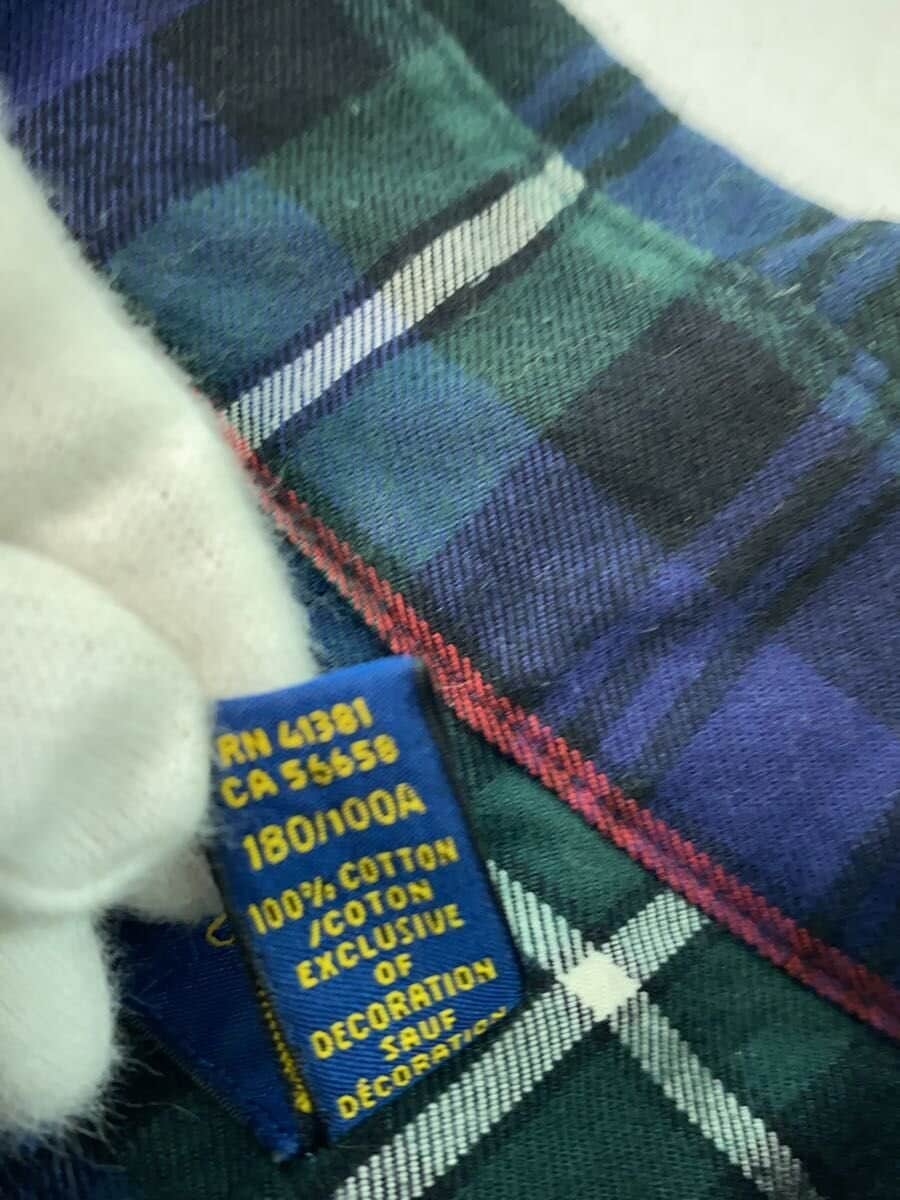 RN 41381
CA 56658
180/100A
100% COTTON
/COTON
EXCLUSIVE
OF
DECORATION
SAUF
DÉCORATION